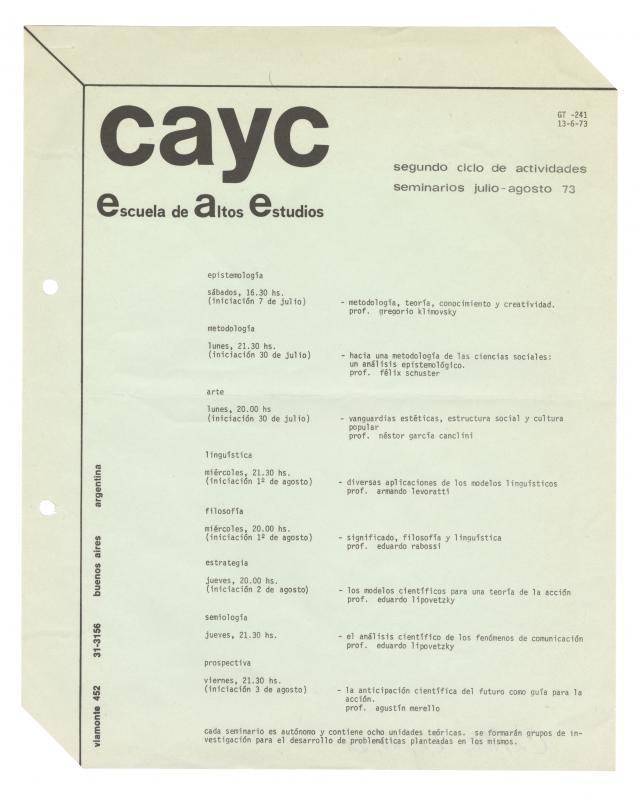 cayc
escuela de altos estudios
GT -241
13-6-73
segundo ciclo de actividades
seminarios julio-agosto 73
epistemología
sábados, 16.30 hs.
(iniciación 7 de julio)
- metodología, teoría, conocimiento y creatividad.
prof. gregorio klimovsky
metodología
lunes, 21.30 hs.
(iniciación 30 de julio)
- hacia una metodología de las ciencias sociales:
un análisis epistemológico.
prof. félix schuster
arte
lunes, 20.00 hs
(iniciación 30 de julio)
- vanguardias estéticas, estructura social y cultura
popular
prof. néstor garcía canclini
linguística
miércoles, 21.30 hs.
(iniciación 1º de agosto)
- diversas aplicaciones de los modelos linguísticos
prof. armando levoratti
filosofía
miércoles, 20.00 hs.
(iniciación 1º de agosto)
- significado, filosofía y linguística
prof. eduardo rabossi
estrategia
jueves, 20.00 hs.
(iniciación 2 de agosto)
- los modelos científicos para una teoría de la acción
prof. eduardo lipovetzky
semiología
jueves, 21.30 hs.
- el análisis científico de los fenómenos de comunicación
prof. eduardo lipovetzky
prospectiva
viernes, 21.30 hs.
(iniciación 3 de agosto)
- la anticipación científica del futuro como guía para la
acción.
prof. agustín merello
cada seminario es autónomo y contiene ocho unidades teóricas. se formarán grupos de in-
vestigación para el desarrollo de problemáticas planteadas en los mismos.
viamonte 452 31-3156 buenos aires argentina